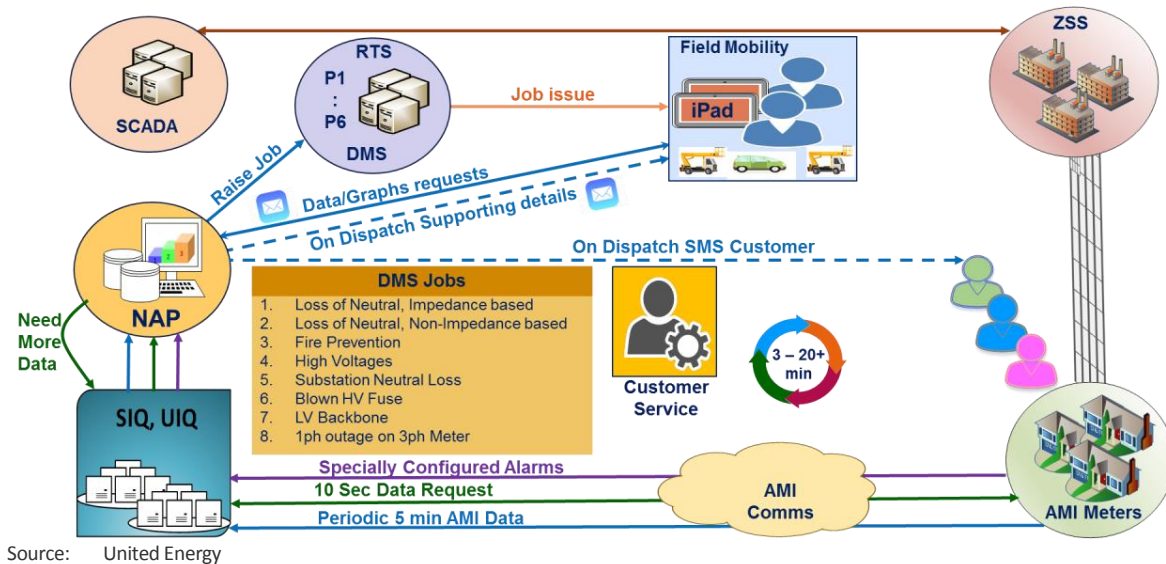 SCADA
RTS
P1
:
P6
DMS
Field Mobility
iPad
ZSS
Job issue
Raise Job
Data/Graphs requests
On Dispatch Supporting details
On Dispatch SMS Customer
NAP
1 2 3
Need
More
Data
DMS Jobs
1. Loss of Neutral, Impedance based
2. Loss of Neutral, Non-Impedance based
3. Fire Prevention
4. High Voltages
5. Substation Neutral Loss
6. Blown HV Fuse
7. LV Backbone
8. 1ph outage on 3ph Meter
Customer
Service
3 – 20+
min
SIQ, UIQ
Specially Configured Alarms
10 Sec Data Request
Periodic 5 min AMI Data
AMI
Comms
AMI Meters
Source: United Energy